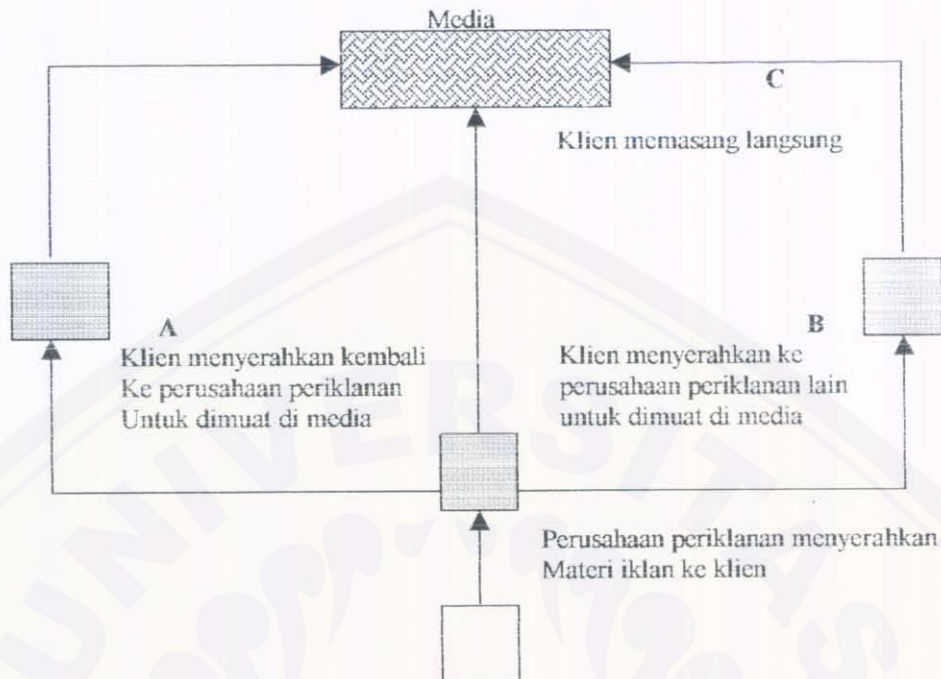 Media
C
Klien memasang langsung
A
Klien menyerahkan kembali
Ke perusahaan periklanan
Untuk dimuat di media
B
Klien menyerahkan ke
perusahaan periklanan lain
untuk dimuat di media
Perusahaan periklanan menyerahkan
Materi iklan ke klien
UNIVERSITAS